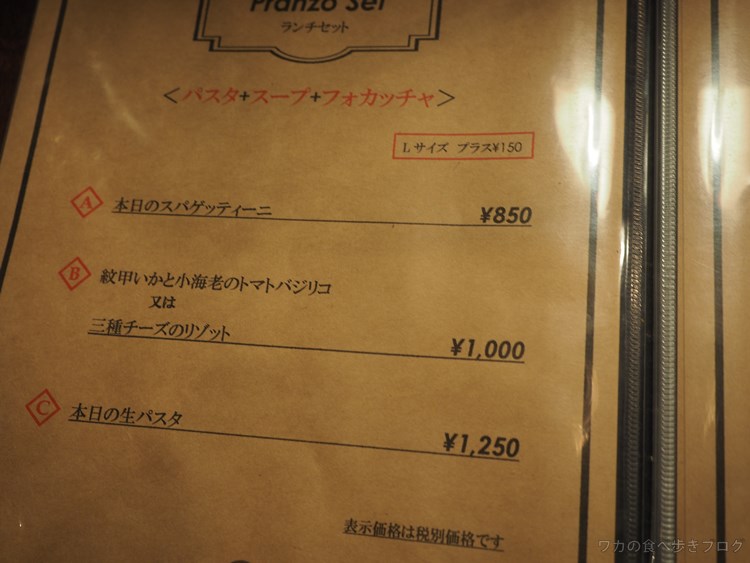 Pranzo Set
ランチセット
＜パスタ+スープ+フォカッチャ＞
Lサイズ プラス¥150
A 本日のスパゲッティーニ ¥850
B 紋甲いかと小海老のトマトバジリコ
又は
三種チーズのリゾット ¥1,000
C 本日の生パスタ ¥1,250
表示価格は税別価格です
ワカの食べ歩きブログ